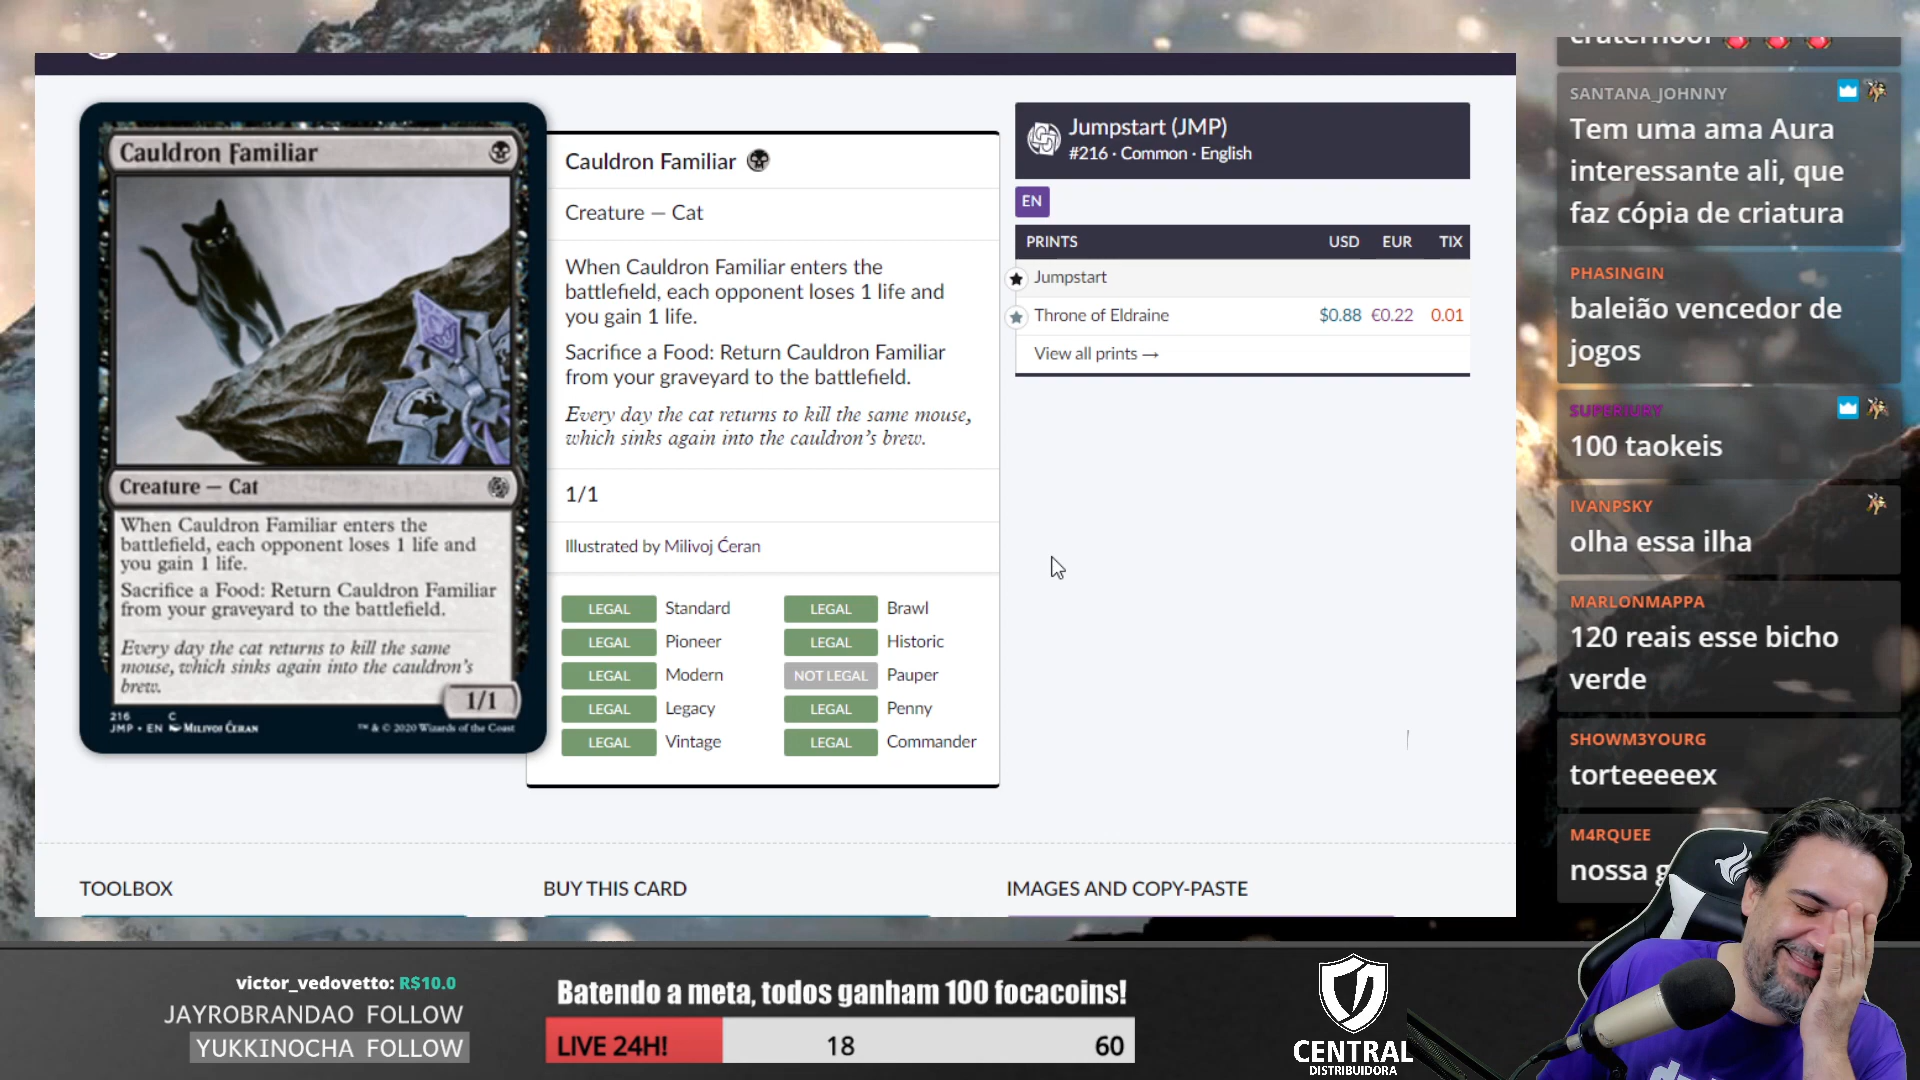 Cauldron Familiar
Creature — Cat
When Cauldron Familiar enters the
battlefield, each opponent loses 1 life and
you gain 1 life.
Sacrifice a Food: Return Cauldron Familiar
from your graveyard to the battlefield.
Every day the cat returns to kill the same
mouse, which sinks again into the cauldron's
brew.
1/1
216 C
JMP • EN MILIVOJ ĆERAN
™ & © 2020 Wizards of the Coast
Cauldron Familiar
Creature — Cat
When Cauldron Familiar enters the
battlefield, each opponent loses 1 life and
you gain 1 life.
Sacrifice a Food: Return Cauldron Familiar
from your graveyard to the battlefield.
Every day the cat returns to kill the same mouse,
which sinks again into the cauldron's brew.
1/1
Illustrated by Milivoj Ćeran
LEGAL Standard LEGAL Brawl
LEGAL Pioneer LEGAL Historic
LEGAL Modern NOT LEGAL Pauper
LEGAL Legacy LEGAL Penny
LEGAL Vintage LEGAL Commander
Jumpstart (JMP)
#216 · Common · English
EN
PRINTS USD EUR TIX
Jumpstart
Throne of Eldraine $0.88 €0.22 0.01
View all prints →
TOOLBOX
BUY THIS CARD
IMAGES AND COPY-PASTE
SANTANA_JOHNNY
Tem uma ama Aura
interessante ali, que
faz cópia de criatura
PHASINGIN
baleião vencedor de
jogos
SUPERIURY
100 taokeis
IVANPSKY
olha essa ilha
MARLONMAPPA
120 reais esse bicho
verde
SHOWM3YOURG
torteeeeex
M4RQUEE
nossa
victor_vedovetto: R$10.0
JAYROBRANDAO FOLLOW
YUKKINOCHA FOLLOW
Batendo a meta, todos ganham 100 focacoins!
LIVE 24H! 18 60
CENTRAL
DISTRIBUIDORA